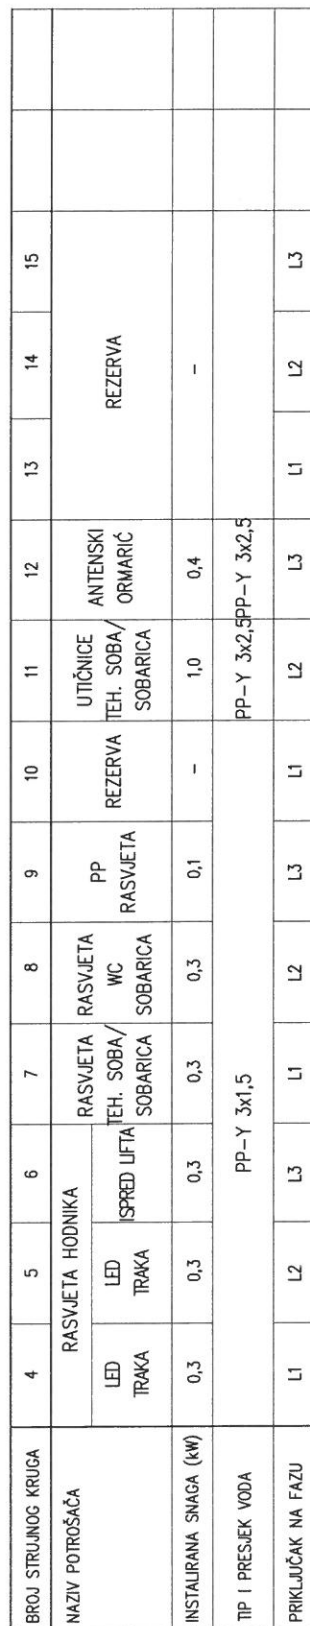 BROJ STRUJNOG KRUGA 4 5 6 7 8 9 10 11 12 13 14 15
NAZIV POTROŠAČA
RASVJETA HODNIKA
LED
TRAKA
LED
TRAKA
ISPRED LIFTA
RASVJETA
TEH. SOBA/
SOBARICA
RASVJETA
WC
SOBARICA
PP
RASVJETA
REZERVA
UTIČNICE
TEH. SOBA/
SOBARICA
ANTENSKI
ORMARIĆ
REZERVA
INSTALIRANA SNAGA (kW) 0,3 0,3 0,3 0,3 0,3 0,1 – 1,0 0,4 –
TIP I PRESJEK VODA PP–Y 3x1,5 PP–Y 3x2,5 PP–Y 3x2,5
PRIKLJUČAK NA FAZU L1 L2 L3 L1 L2 L3 L1 L2 L3 L1 L2 L3